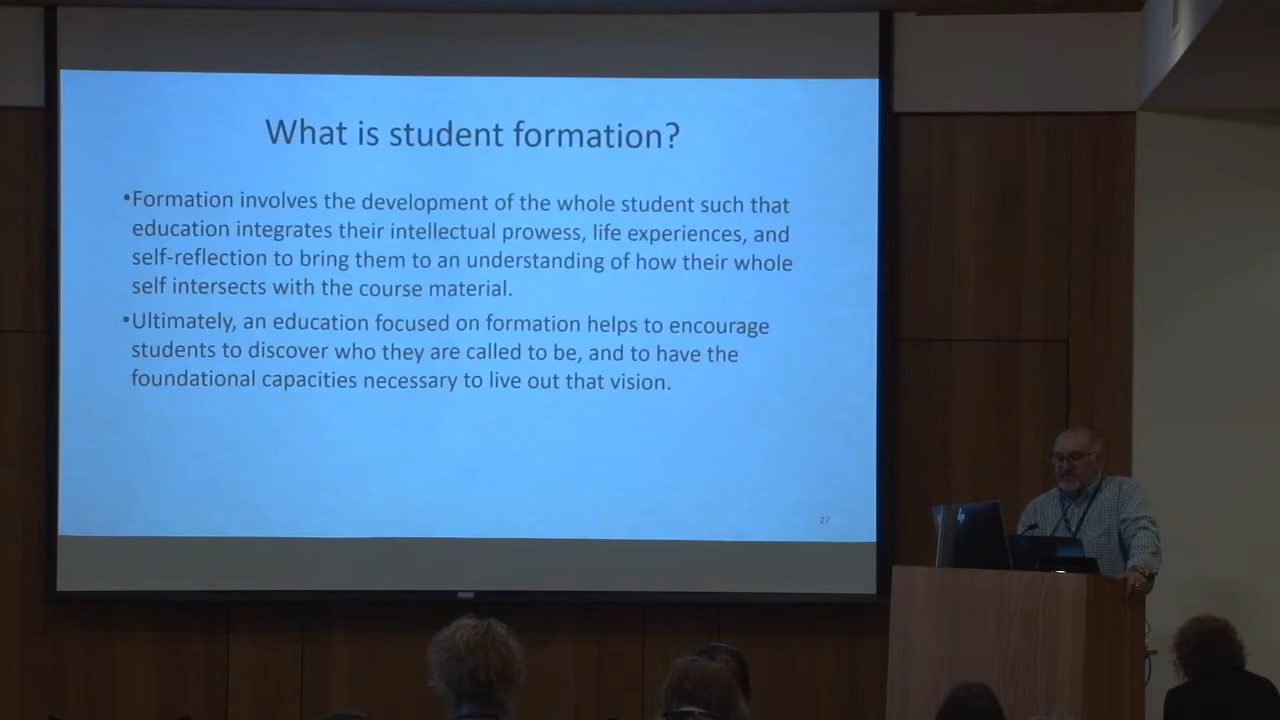 What is student formation?
•Formation involves the development of the whole student such that
education integrates their intellectual prowess, life experiences, and
self-reflection to bring them to an understanding of how their whole
self intersects with the course material.
•Ultimately, an education focused on formation helps to encourage
students to discover who they are called to be, and to have the
foundational capacities necessary to live out that vision.
27
hp